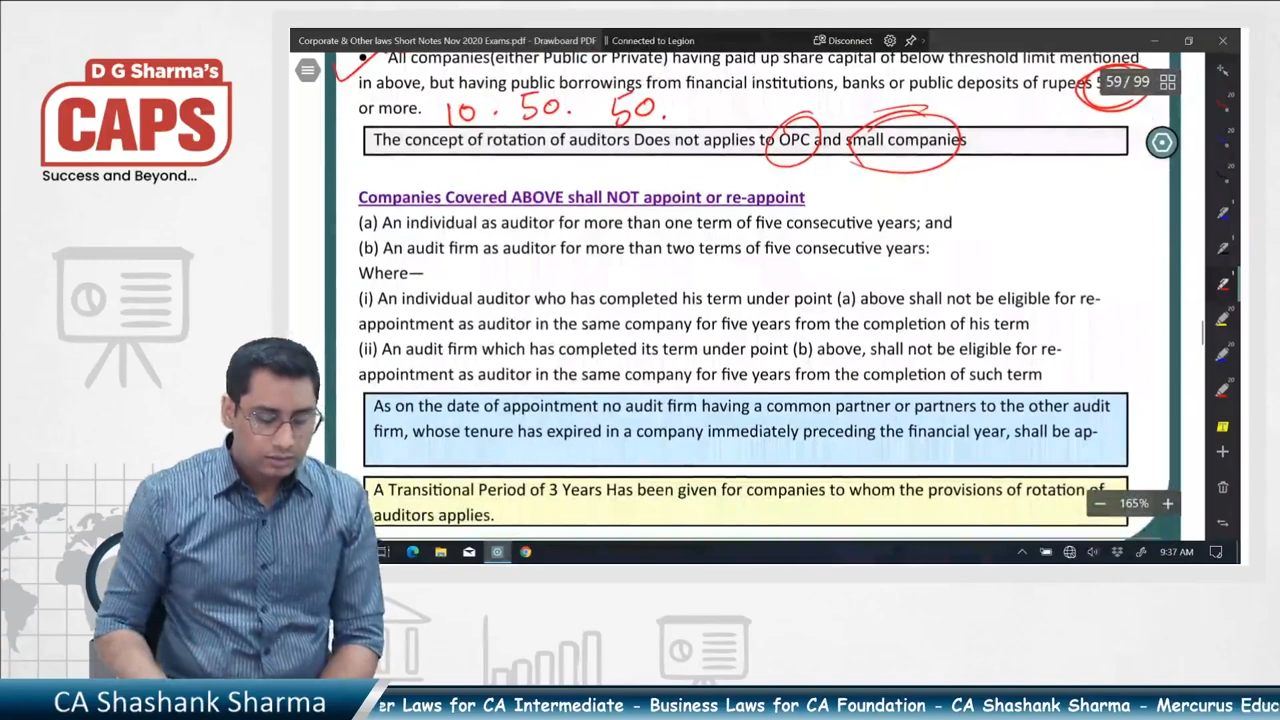 D G Sharma's
CAPS
Success and Beyond...
Corporate & Other laws Short Notes Nov 2020 Exams.pdf - Drawboard PDF || Connected to Legion
Disconnect
"All companies(either Public or Private) having paid up share capital of below threshold limit mentioned
in above, but having public borrowings from financial institutions, banks or public deposits of rupees
59 / 99
or more.
10. 50. 50.
The concept of rotation of auditors Does not applies to OPC and small companies
Companies Covered ABOVE shall NOT appoint or re-appoint
(a) An individual as auditor for more than one term of five consecutive years; and
(b) An audit firm as auditor for more than two terms of five consecutive years:
Where—
(i) An individual auditor who has completed his term under point (a) above shall not be eligible for re-
appointment as auditor in the same company for five years from the completion of his term
(ii) An audit firm which has completed its term under point (b) above, shall not be eligible for re-
appointment as auditor in the same company for five years from the completion of such term
As on the date of appointment no audit firm having a common partner or partners to the other audit
firm, whose tenure has expired in a company immediately preceding the financial year, shall be ap-
A Transitional Period of 3 Years Has been given for companies to whom the provisions of rotation of
auditors applies.
165%
9:37 AM
CA Shashank Sharma
er Laws for CA Intermediate - Business Laws for CA Foundation - CA Shashank Sharma - Mercurus Educ